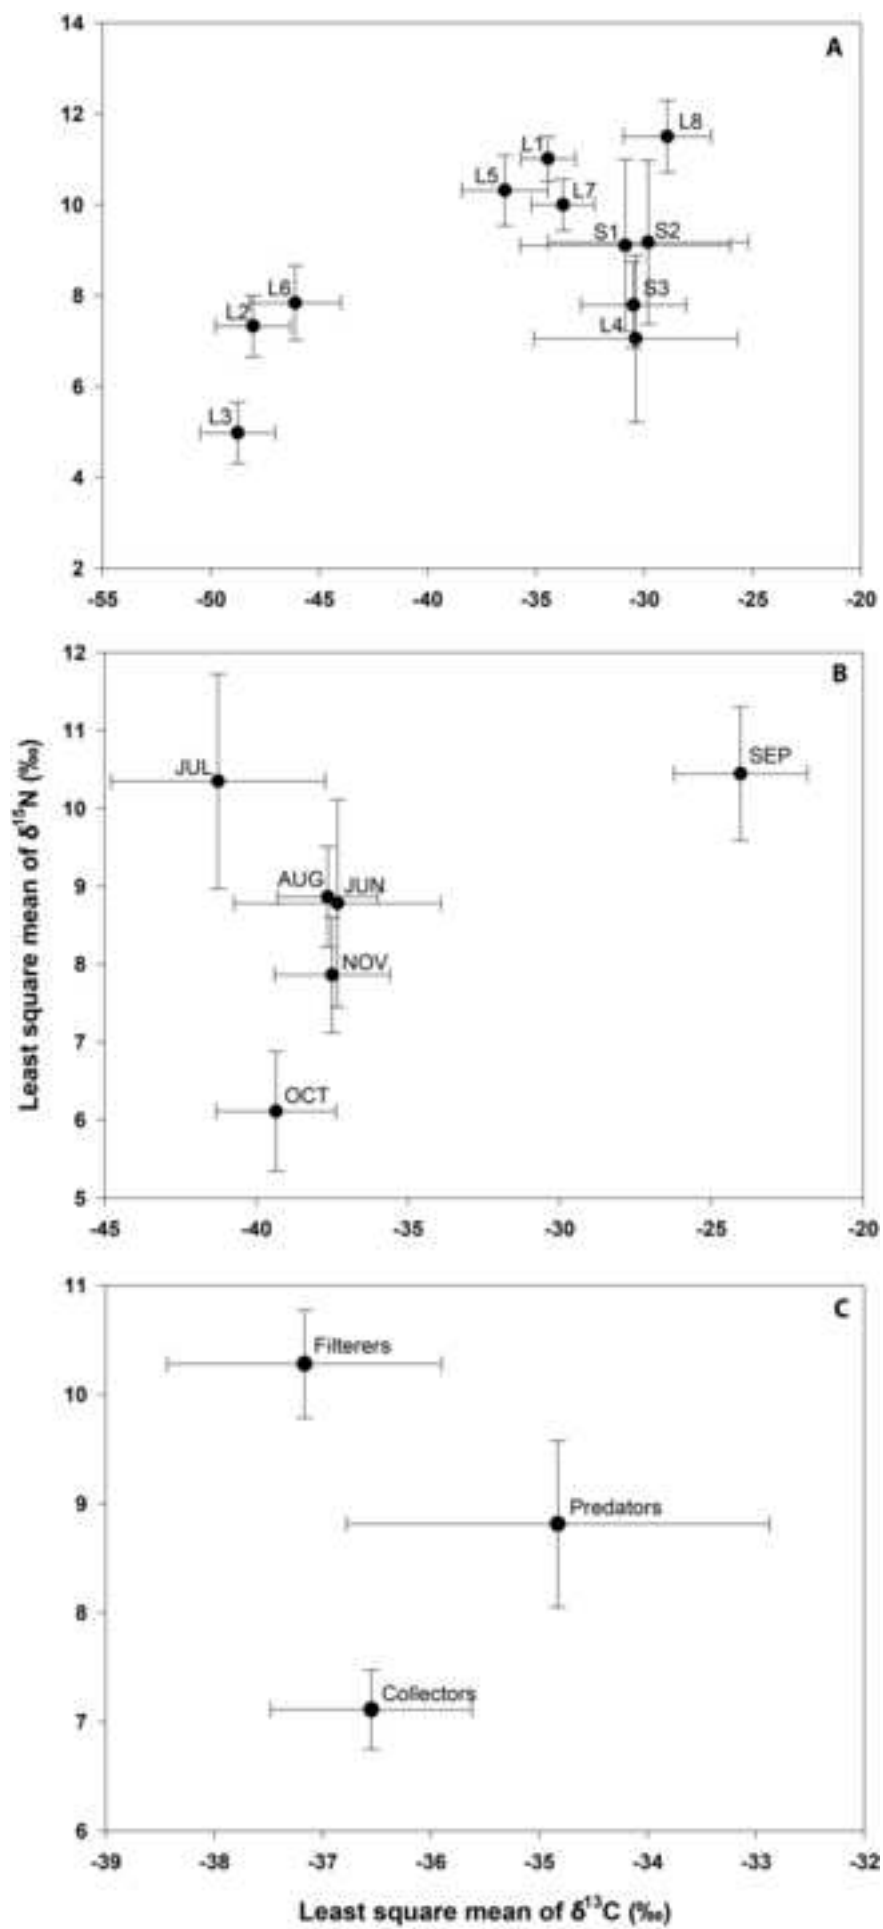 14
A
12
L8
L1
L5
L7
10
S1
S2
8
L6
S3
L2
L4
6
L3
4
2
-55
-50
-45
-40
-35
-30
-25
-20
12
B
11
SEP
JUL
10
9
AUG
JUN
8
NOV
7
OCT
6
5
-45
-40
-35
-30
-25
-20
Least square mean of δ¹⁵N (‰)
11
C
Filterers
10
9
Predators
8
Collectors
7
6
-39
-38
-37
-36
-35
-34
-33
-32
Least square mean of δ¹³C (‰)